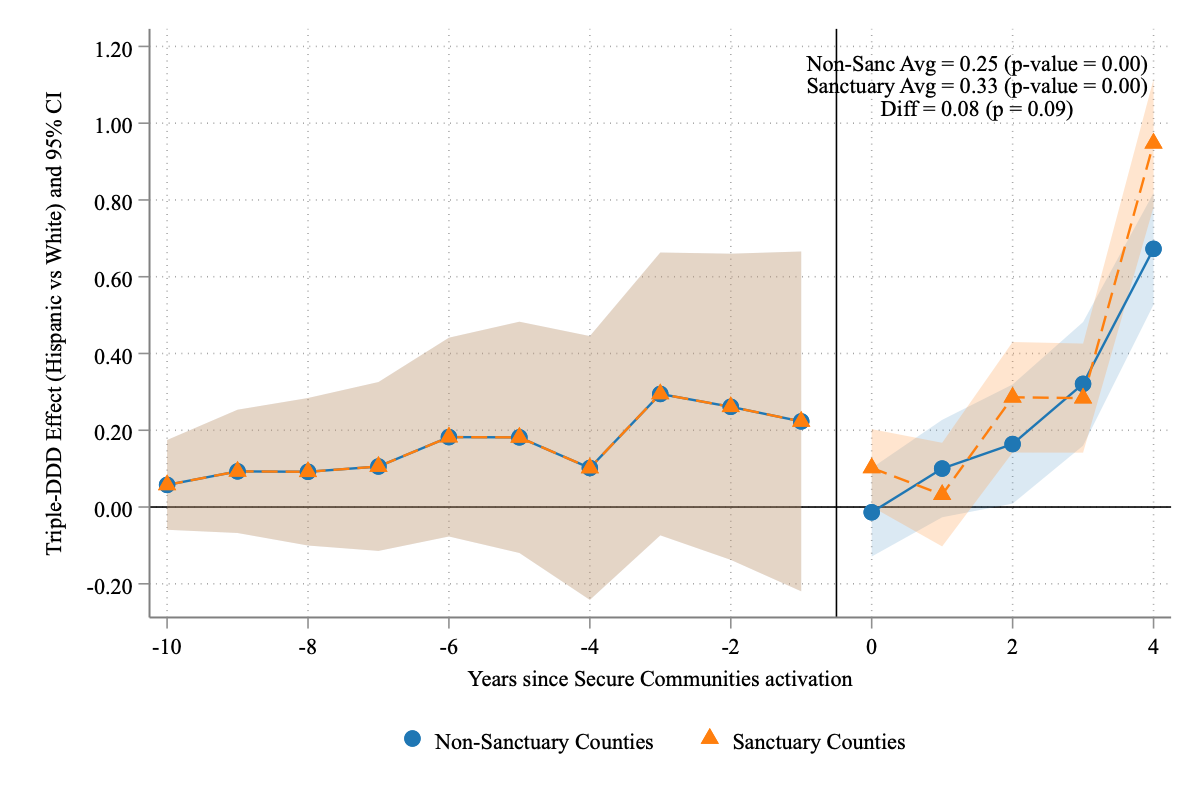 Non-Sanc Avg = 0.25 (p-value = 0.00)
Sanctuary Avg = 0.33 (p-value = 0.00)
Diff = 0.08 (p = 0.09)
Triple-DDD Effect (Hispanic vs White) and 95% CI
1.20
1.00
0.80
0.60
0.40
0.20
0.00
-0.20
-10
-8
-6
-4
-2
0
2
4
Years since Secure Communities activation
Non-Sanctuary Counties
Sanctuary Counties